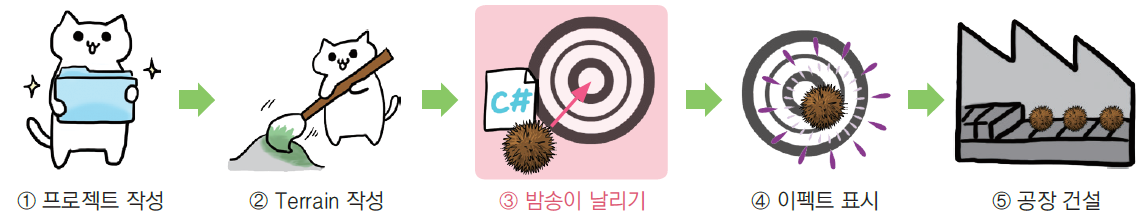 C#
① 프로젝트 작성
② Terrain 작성
③ 밤송이 날리기
④ 이펙트 표시
⑤ 공장 건설